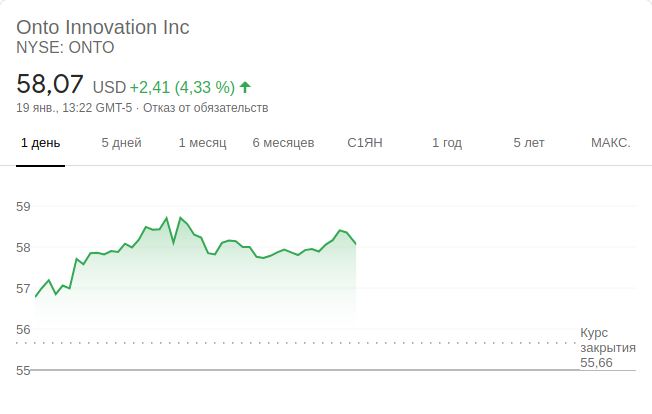 Onto Innovation Inc
NYSE: ONTO
58,07 USD +2,41 (4,33 %)
19 янв., 13:22 GMT-5 · Отказ от обязательств
1 день 5 дней 1 месяц 6 месяцев С1ЯН 1 год 5 лет МАКС.
59
58
57
56
Курс
закрытия
55,66
55